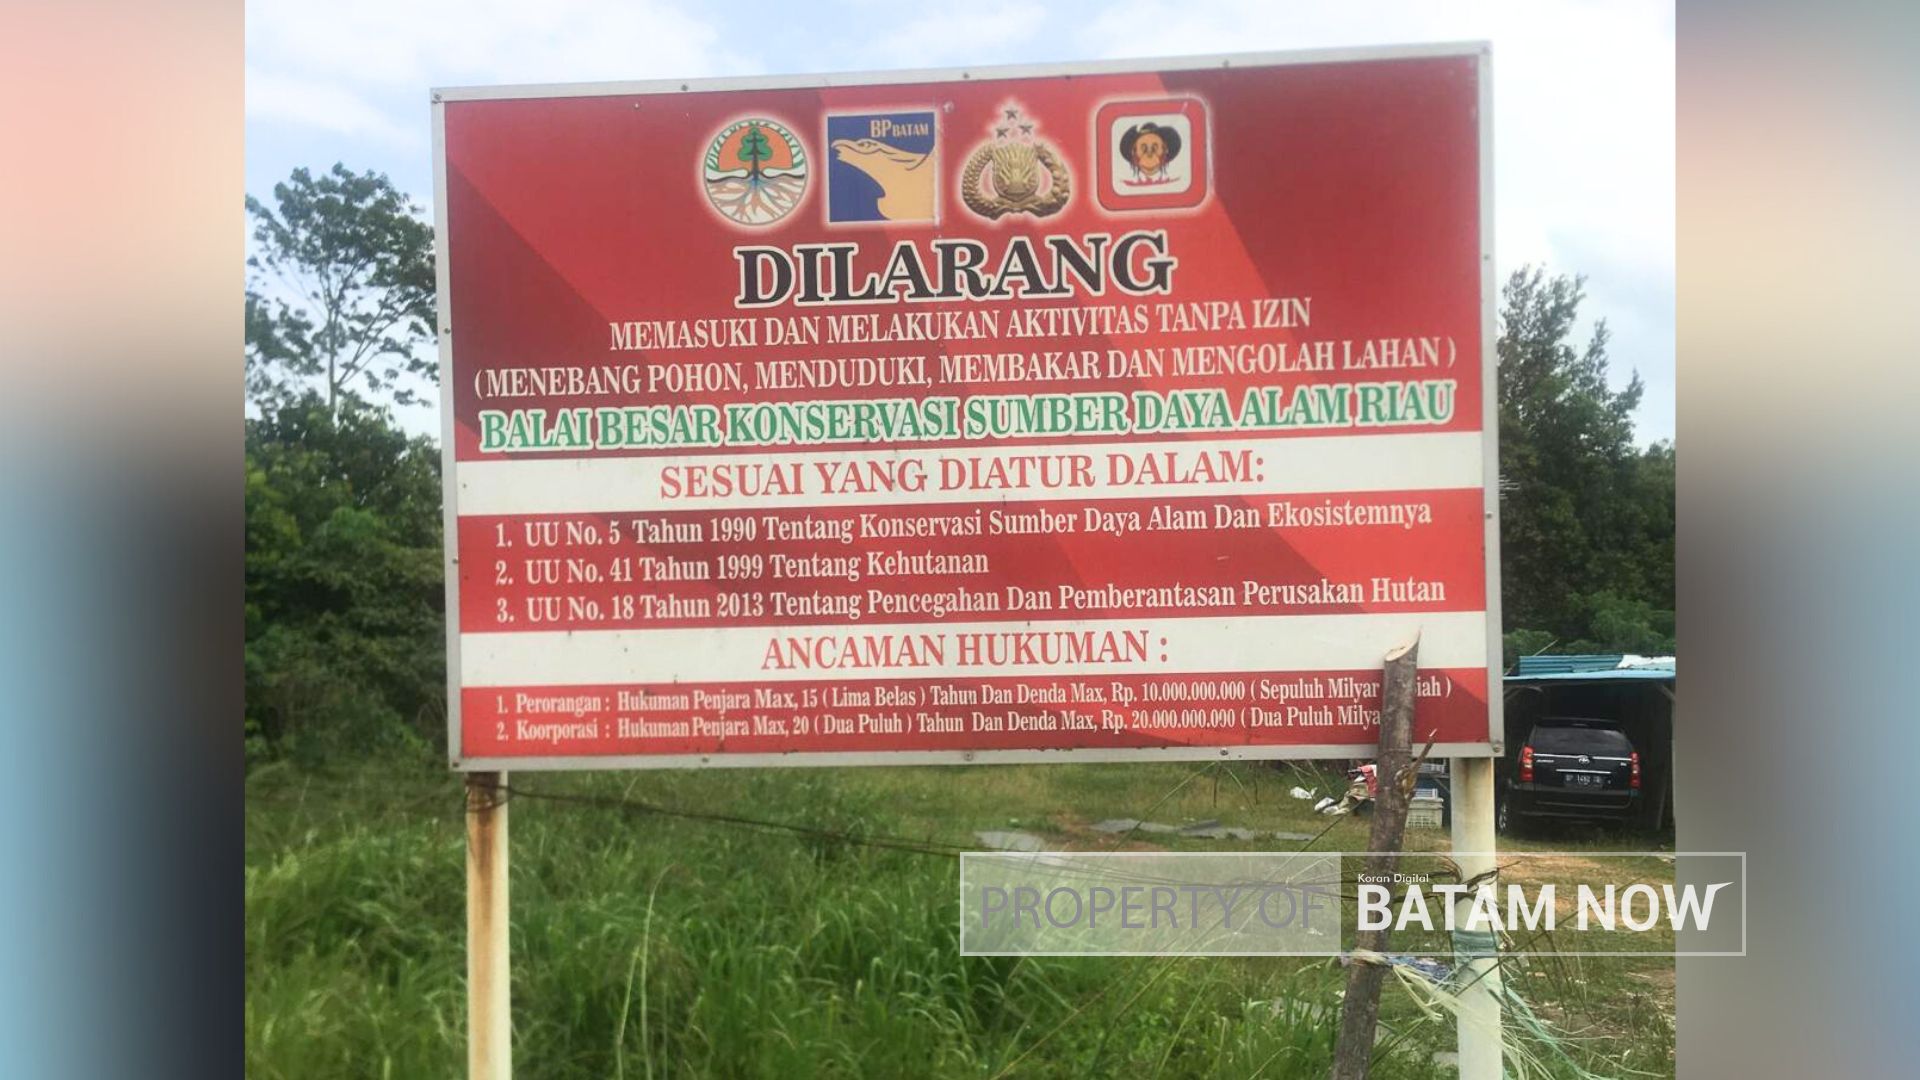 BP BATAM
DILARANG
MEMASUKI DAN MELAKUKAN AKTIVITAS TANPA IZIN
( MENEBANG POHON, MENDUDUKI, MEMBAKAR DAN MENGOLAH LAHAN )
BALAI BESAR KONSERVASI SUMBER DAYA ALAM RIAU
SESUAI YANG DIATUR DALAM:
1. UU No. 5 Tahun 1990 Tentang Konservasi Sumber Daya Alam Dan Ekosistemnya
2. UU No. 41 Tahun 1999 Tentang Kehutanan
3. UU No. 18 Tahun 2013 Tentang Pencegahan Dan Pemberantasan Perusakan Hutan
ANCAMAN HUKUMAN :
1. Perorangan : Hukuman Penjara Max, 15 ( Lima Belas ) Tahun Dan Denda Max, Rp. 10.000.000.000 ( Sepuluh Milyar iah )
2. Koorporasi : Hukuman Penjara Max, 20 ( Dua Puluh ) Tahun Dan Denda Max, Rp. 20.000.000.000 ( Dua Puluh Milya
PROPERTY OF
Koran Digital
BATAM NOW